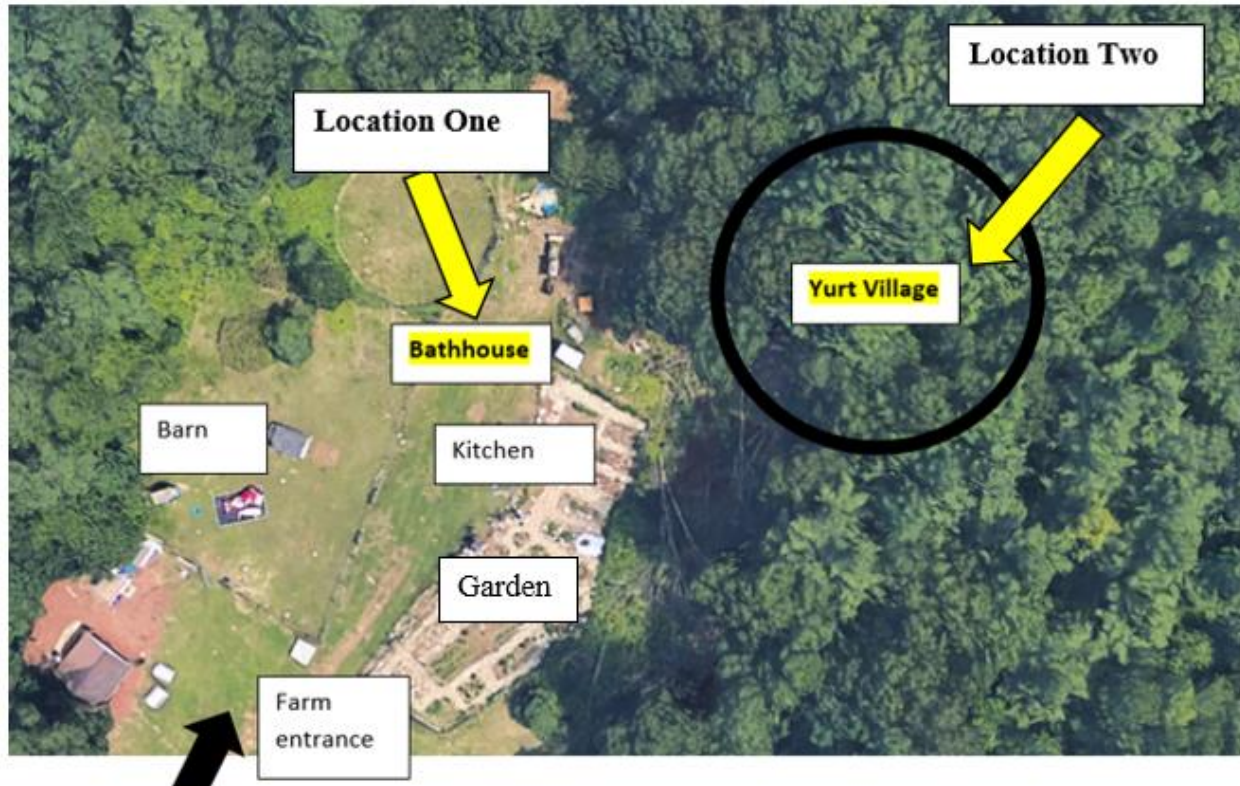 Location Two
Location One
Yurt Village
Bathhouse
Barn
Kitchen
Garden
Farm
entrance